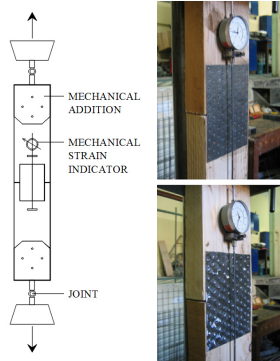 MECHANICAL
ADDITION
MECHANICAL
STRAIN
INDICATOR
JOINT